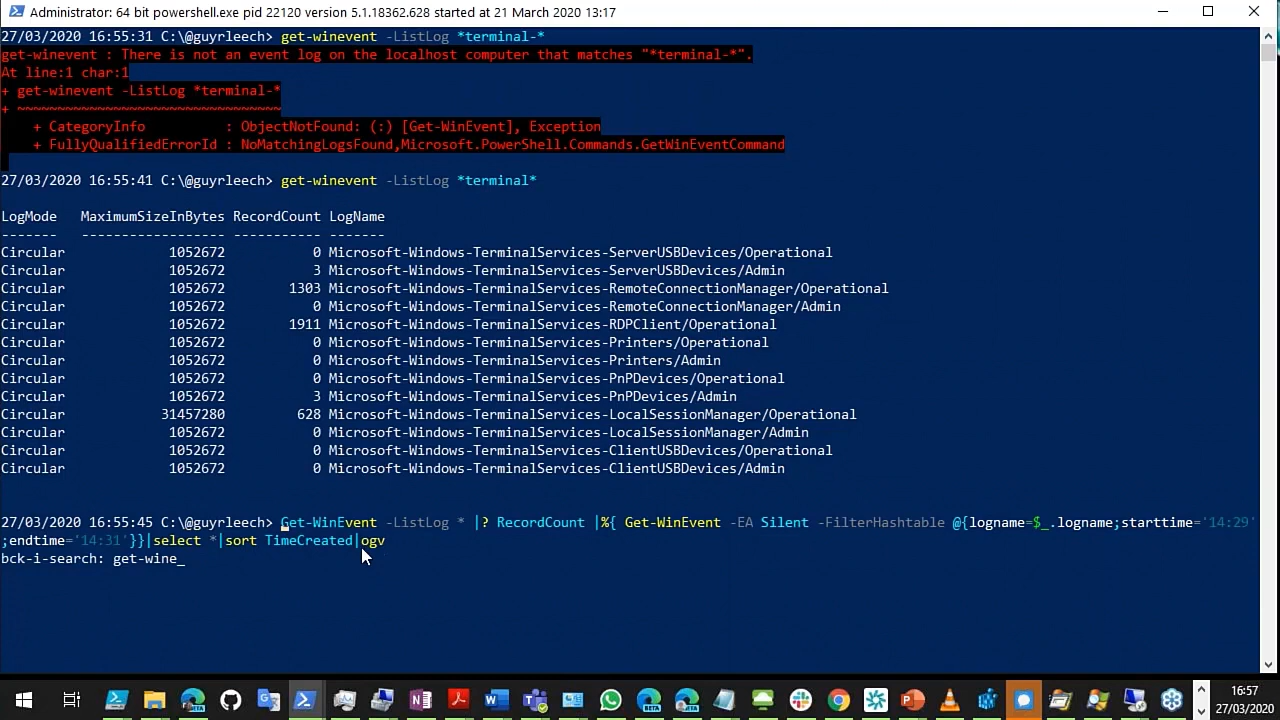 Administrator: 64 bit powershell.exe pid 22120 version 5.1.18362.628 started at 21 March 2020 13:17
27/03/2020 16:55:31 C:\@guyrleech> get-winevent -ListLog *terminal-*
get-winevent : There is not an event log on the localhost computer that matches "*terminal-*".
At line:1 char:1
+ get-winevent -ListLog *terminal-*
+ ~~~~~~~~~~~~~~~~~~~~~~~~~~~~~~~~~
    + CategoryInfo          : ObjectNotFound: (:) [Get-WinEvent], Exception
    + FullyQualifiedErrorId : NoMatchingLogsFound,Microsoft.PowerShell.Commands.GetWinEventCommand
27/03/2020 16:55:41 C:\@guyrleech> get-winevent -ListLog *terminal*
LogMode   MaximumSizeInBytes RecordCount LogName
-------   ------------------ ----------- -------
Circular             1052672           0 Microsoft-Windows-TerminalServices-ServerUSBDevices/Operational
Circular             1052672           3 Microsoft-Windows-TerminalServices-ServerUSBDevices/Admin
Circular             1052672        1303 Microsoft-Windows-TerminalServices-RemoteConnectionManager/Operational
Circular             1052672           0 Microsoft-Windows-TerminalServices-RemoteConnectionManager/Admin
Circular             1052672        1911 Microsoft-Windows-TerminalServices-RDPClient/Operational
Circular             1052672           0 Microsoft-Windows-TerminalServices-Printers/Operational
Circular             1052672           0 Microsoft-Windows-TerminalServices-Printers/Admin
Circular             1052672           0 Microsoft-Windows-TerminalServices-PnPDevices/Operational
Circular             1052672           3 Microsoft-Windows-TerminalServices-PnPDevices/Admin
Circular            31457280         628 Microsoft-Windows-TerminalServices-LocalSessionManager/Operational
Circular             1052672           0 Microsoft-Windows-TerminalServices-LocalSessionManager/Admin
Circular             1052672           0 Microsoft-Windows-TerminalServices-ClientUSBDevices/Operational
Circular             1052672           0 Microsoft-Windows-TerminalServices-ClientUSBDevices/Admin
27/03/2020 16:55:45 C:\@guyrleech> Get-WinEvent -ListLog * |? RecordCount |%{ Get-WinEvent -EA Silent -FilterHashtable @{logname=$_.logname;starttime='14:29'
;endtime='14:31'}}|select *|sort TimeCreated|ogv
bck-i-search: get-wine_
BETA
BETA
BETA
16:57
27/03/2020